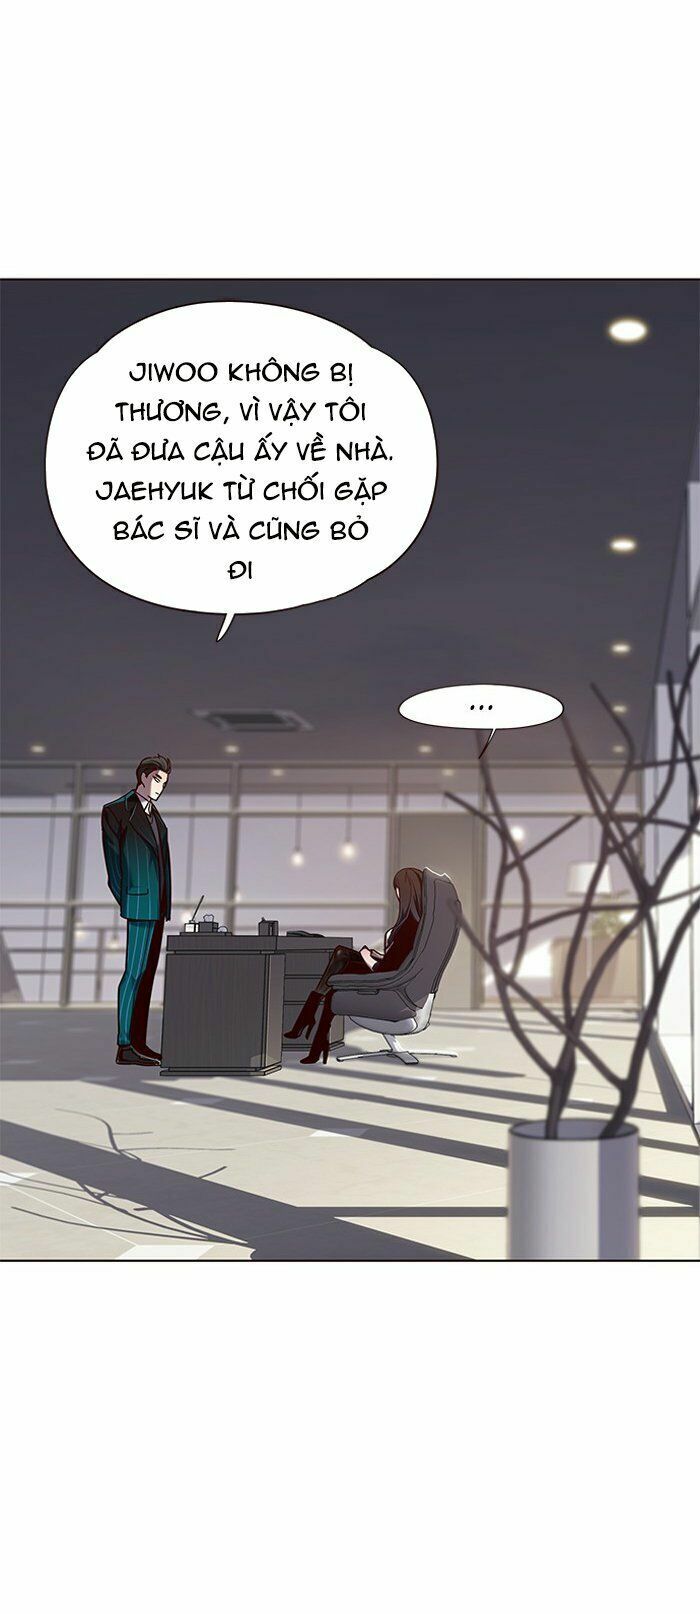 JIWOO KHÔNG BỊ
THƯƠNG, VÌ VẬY TÔI
ĐÃ ĐƯA CẬU ẤY VỀ NHÀ.
JAEHYUK TỪ CHỐI GẶP
BÁC SĨ VÀ CŨNG BỎ
ĐI
...